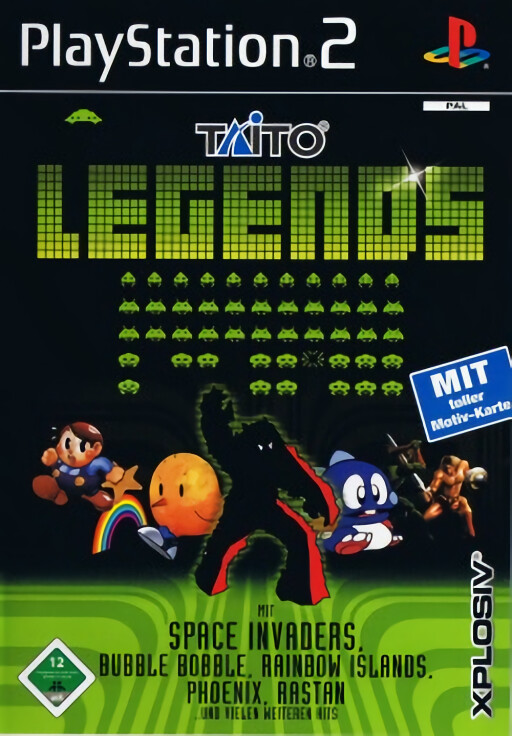 PlayStation®2
PAL
TAITO®
LEGENDS
MIT
toller
Motiv-Karte
MIT
SPACE INVADERS,
BUBBLE BOBBLE, RAINBOW ISLANDS,
PHOENIX, RASTAN
...UND VIELEN WEITEREN HITS
XPLOSIV®
12